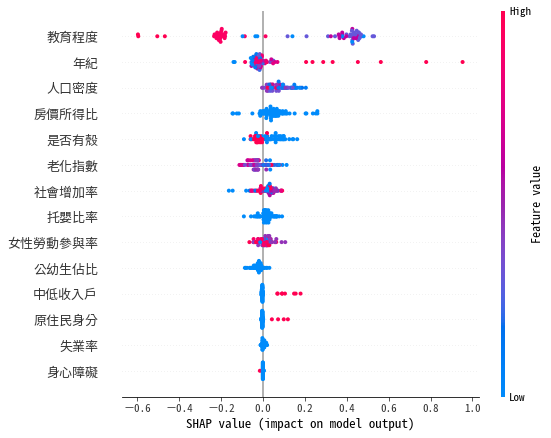 High
教育程度
年紀
人口密度
房價所得比
是否有殼
老化指數
社會增加率
托嬰比率
女性勞動參與率
公幼生佔比
中低收入戶
原住民身分
失業率
身心障礙
Feature value
Low
−0.6 −0.4 −0.2 0.0 0.2 0.4 0.6 0.8 1.0
SHAP value (impact on model output)